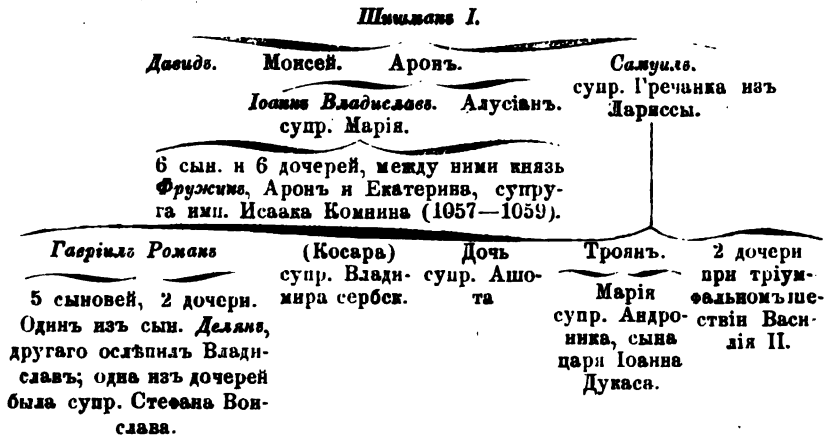 Шишманъ I.
Давидъ. Моисей. Аронъ. Самуилъ.
супр. Гречанка изъ
Лариссы.
Іоаннъ Владиславъ. Алусіанъ.
супр. Марія.
6 сын. и 6 дочерей, между ними князь
Фружинъ, Аронъ и Екатерина, супру-
га имп. Исаака Комнина (1057—1059).
Гавріилъ Романъ
5 сыновей, 2 дочери.
Одинъ из сын. Делянъ,
другаго ослѣпилъ Влади-
славъ; одна изъ дочерей
была супр. Стефана Вои-
слава.
(Косара)
супр. Влади-
мира сербск.
Дочь
супр. Ашо-
та
Троянъ.
Марія
супр. Андро-
ника, сына
царя Іоанна
Дукаса.
2 дочери
при тріум-
фальномъ ше-
ствіи Васи-
лія II.